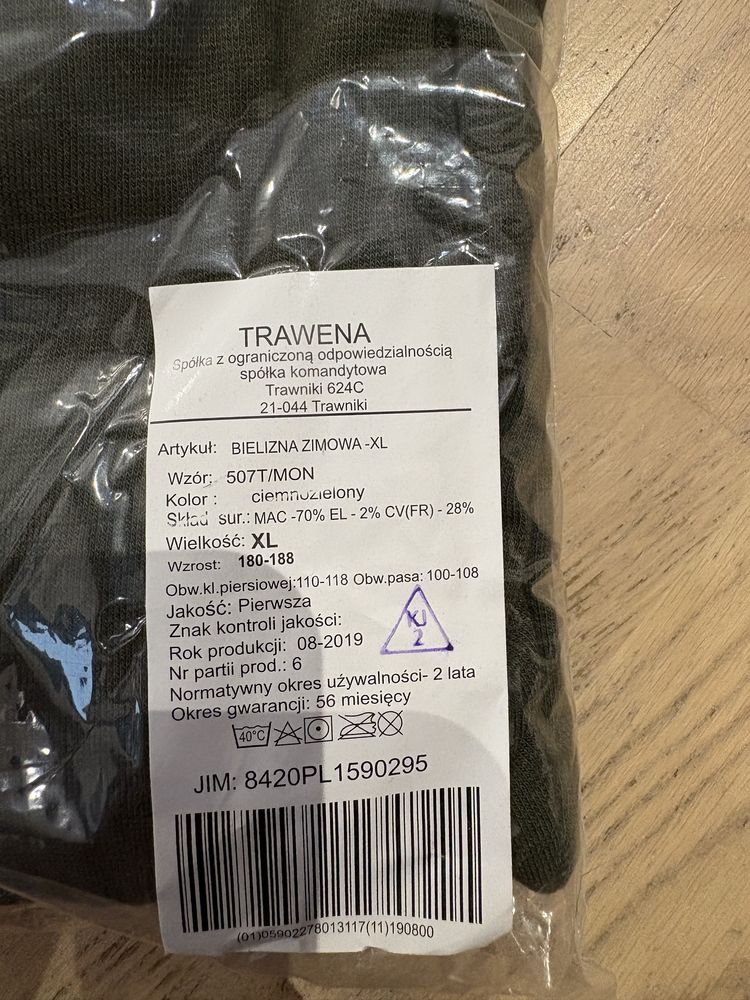 TRAWENA
Spółka z ograniczoną odpowiedzialnością
spółka komandytowa
Trawniki 624C
21-044 Trawniki
Artykuł: BIELIZNA ZIMOWA -XL
Wzór: 507T/MON
Kolor : ciemnozielony
Skład sur.: MAC -70% EL - 2% CV(FR) - 28%
Wielkość: XL
Wzrost: 180-188
Obw.kl.piersiowej:110-118 Obw.pasa: 100-108
Jakość: Pierwsza
Znak kontroli jakości:
KJ
2
Rok produkcji: 08-2019
Nr partii prod.: 6
Normatywny okres używalności- 2 lata
Okres gwarancji: 56 miesięcy
40°C
JIM: 8420PL1590295
(01)05902278013117(11)190800